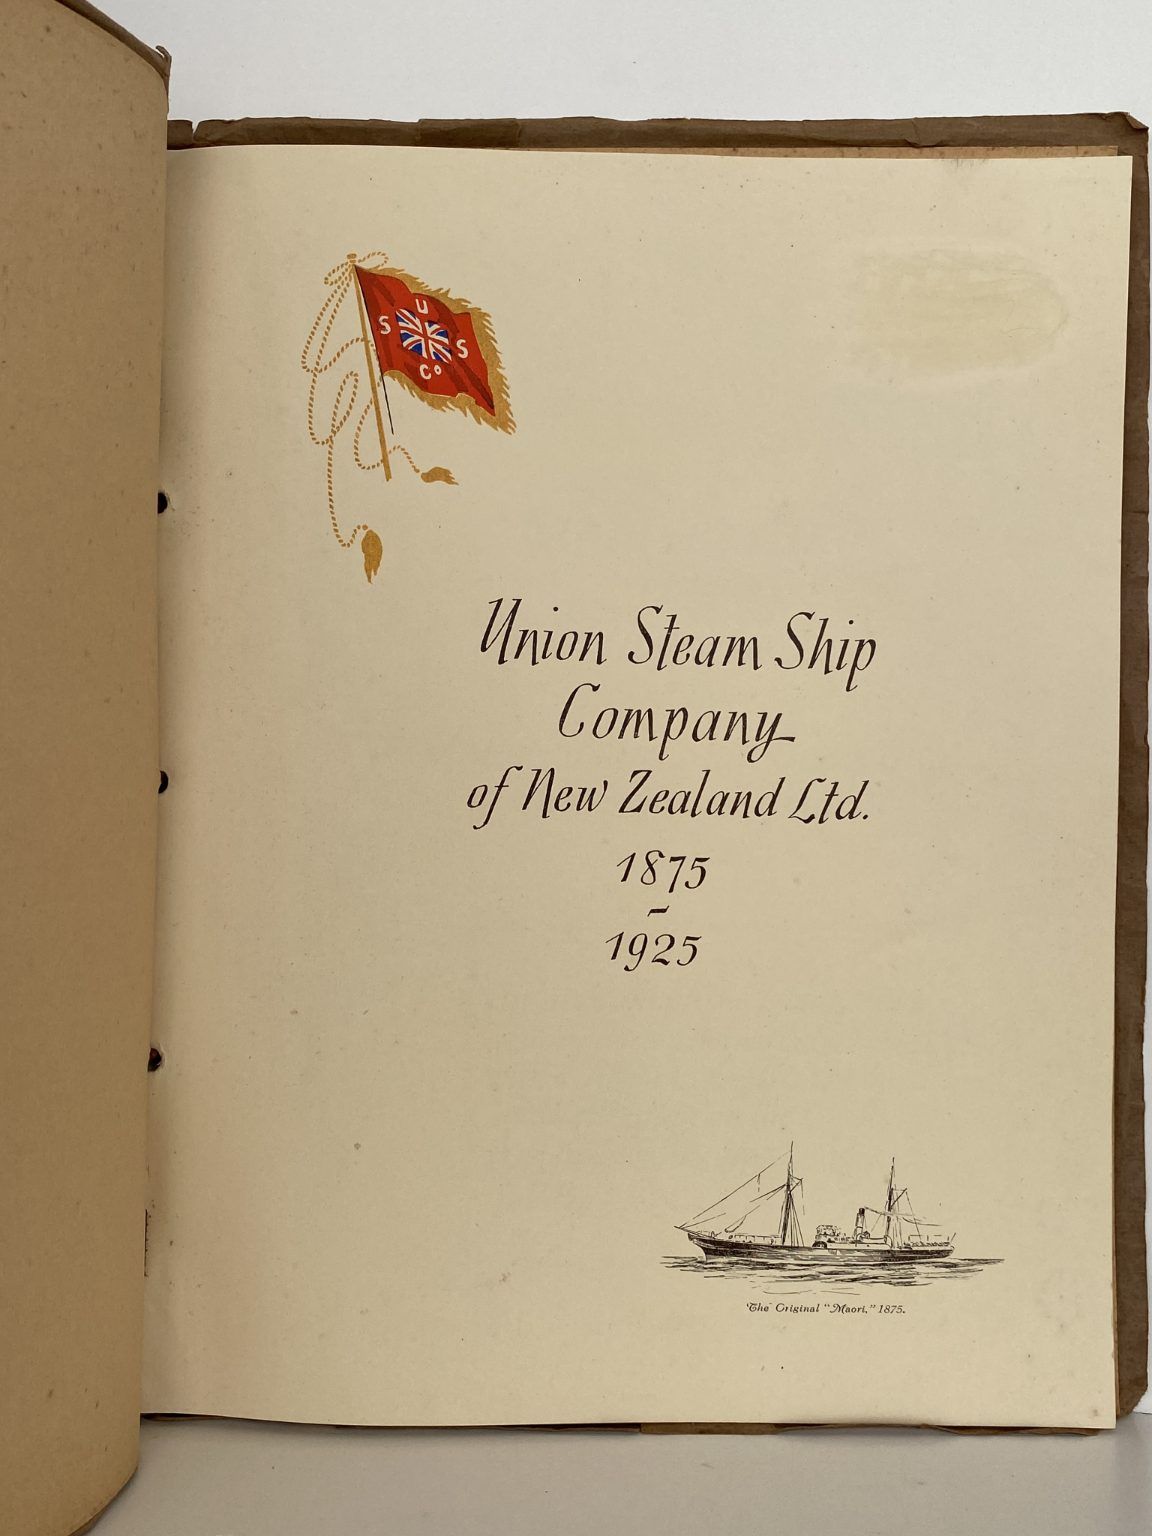 U
S S
Co
Union Steam Ship
Company
of New Zealand Ltd.
1875
-
1925
The Original "Maori," 1875.